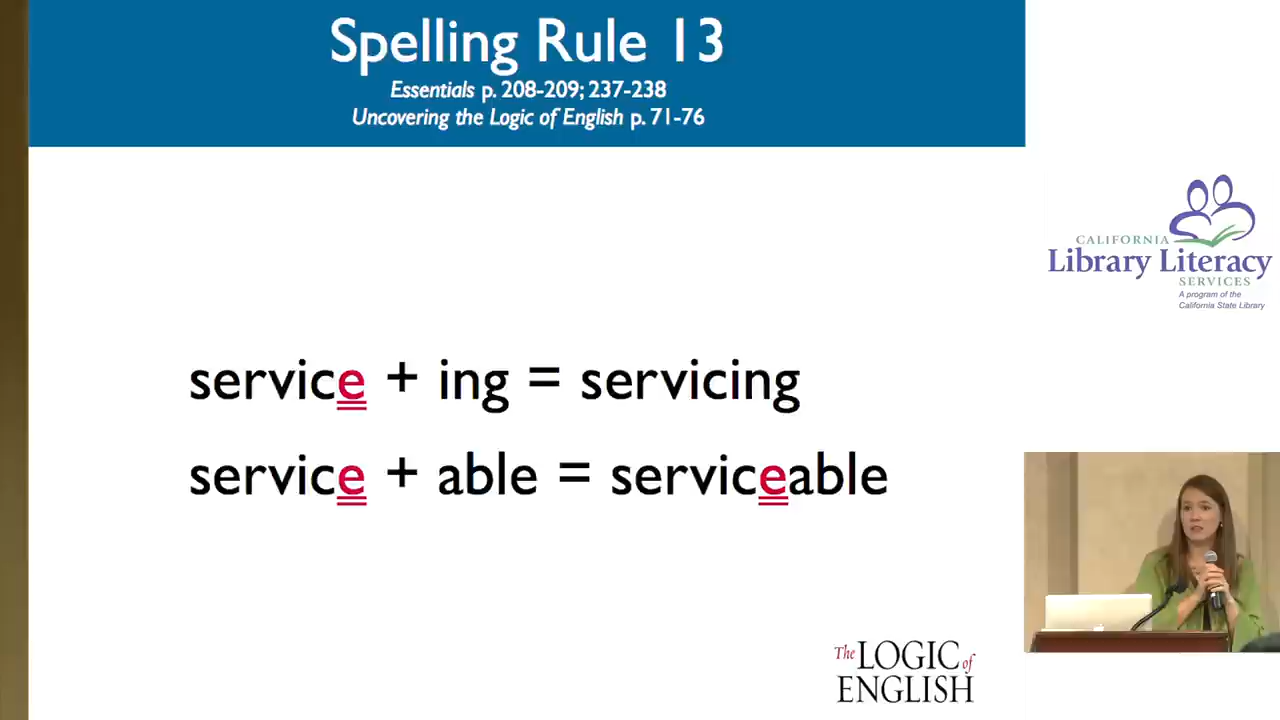 Spelling Rule 13
Essentials p. 208-209; 237-238
Uncovering the Logic of English p. 71-76
CALIFORNIA
Library Literacy
SERVICES
A program of the
California State Library
service + ing = servicing
service + able = serviceable
The LOGIC of
ENGLISH